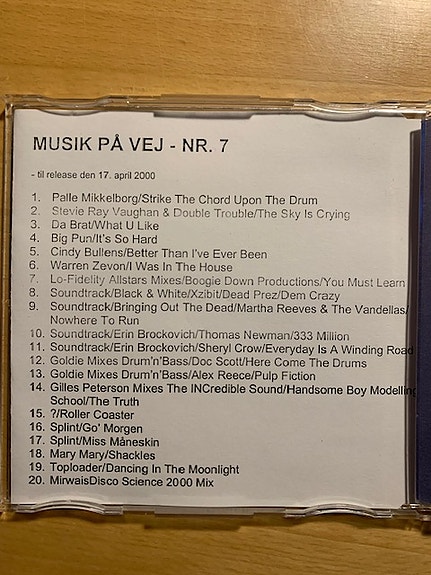 MUSIK PÅ VEJ - NR. 7
- til release den 17. april 2000
1. Palle Mikkelborg/Strike The Chord Upon The Drum
2. Stevie Ray Vaughan & Double Trouble/The Sky Is Crying
3. Da Brat/What U Like
4. Big Pun/It's So Hard
5. Cindy Bullens/Better Than I've Ever Been
6. Warren Zevon/I Was In The House
7. Lo-Fidelity Allstars Mixes/Boogie Down Productions/You Must Learn
8. Soundtrack/Black & White/Xzibit/Dead Prez/Dem Crazy
9. Soundtrack/Bringing Out The Dead/Martha Reeves & The Vandellas/
Nowhere To Run
10. Soundtrack/Erin Brockovich/Thomas Newman/333 Million
11. Soundtrack/Erin Brockovich/Sheryl Crow/Everyday Is A Winding Road
12. Goldie Mixes Drum'n'Bass/Doc Scott/Here Come The Drums
13. Goldie Mixes Drum'n'Bass/Alex Reece/Pulp Fiction
14. Gilles Peterson Mixes The INCredible Sound/Handsome Boy Modelling
School/The Truth
15. ?/Roller Coaster
16. Splint/Go' Morgen
17. Splint/Miss Måneskin
18. Mary Mary/Shackles
19. Toploader/Dancing In The Moonlight
20. MirwaisDisco Science 2000 Mix